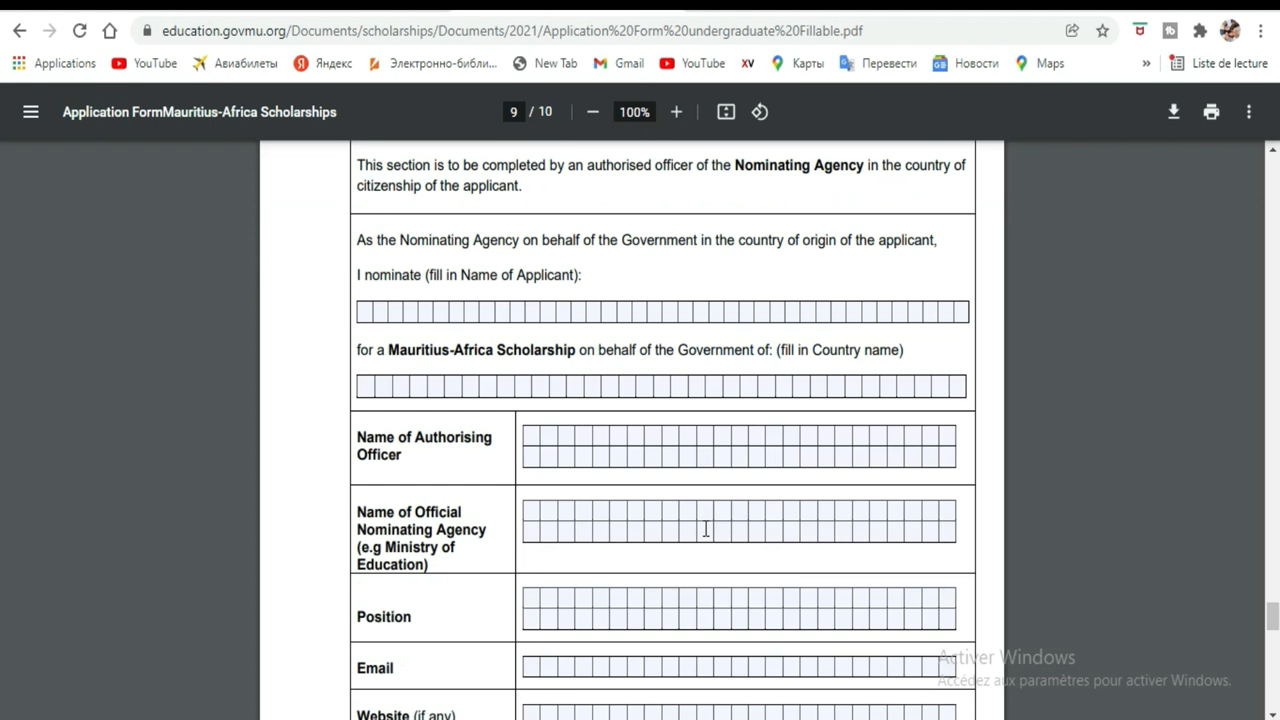 education.govmu.org/Documents/scholarships/Documents/2021/Application%20Form%20undergraduate%20Fillable.pdf
Applications YouTube Авиабилеты Яндекс Электронно-библи... New Tab Gmail YouTube XV Карты Перевести Новости Maps » Liste de lecture
Application FormMauritius-Africa Scholarships 9 / 10 100%
This section is to be completed by an authorised officer of the Nominating Agency in the country of
citizenship of the applicant.
As the Nominating Agency on behalf of the Government in the country of origin of the applicant,
I nominate (fill in Name of Applicant):
for a Mauritius-Africa Scholarship on behalf of the Government of: (fill in Country name)
Name of Authorising
Officer
Name of Official
Nominating Agency
(e.g Ministry of
Education)
Position
Email
Website (if any)
Activer Windows
Accédez aux paramètres pour activer Windows.